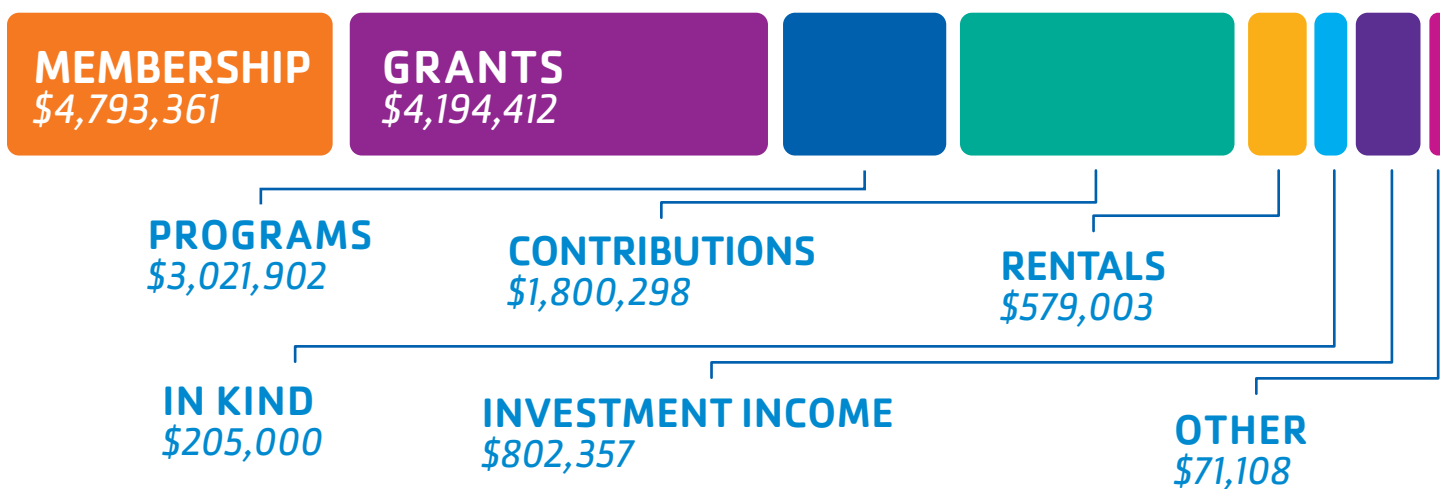 MEMBERSHIP
$4,793,361
GRANTS
$4,194,412
PROGRAMS
$3,021,902
CONTRIBUTIONS
$1,800,298
RENTALS
$579,003
IN KIND
$205,000
INVESTMENT INCOME
$802,357
OTHER
$71,108